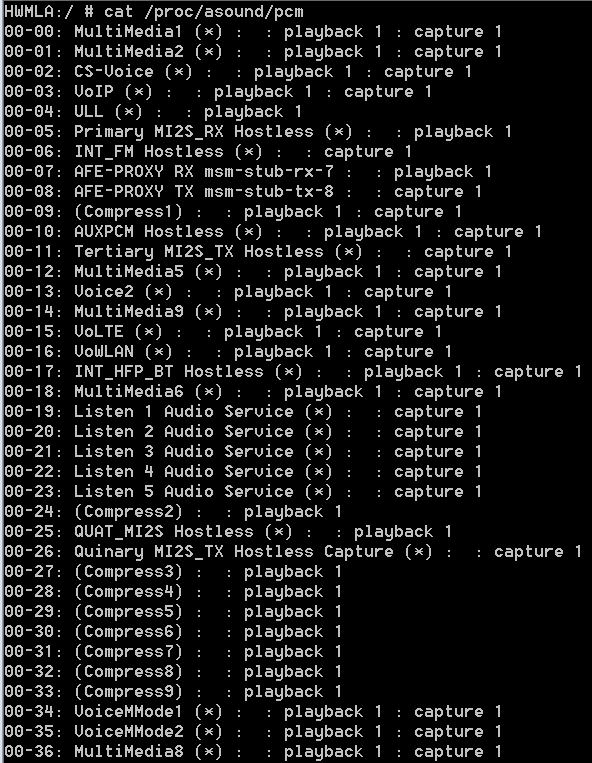 HWMLA:/ # cat /proc/asound/pcm
00-00: MultiMedia1 (*) :  : playback 1 : capture 1
00-01: MultiMedia2 (*) :  : playback 1 : capture 1
00-02: CS-Voice (*) :  : playback 1 : capture 1
00-03: VoIP (*) :  : playback 1 : capture 1
00-04: ULL (*) :  : playback 1
00-05: Primary MI2S_RX Hostless (*) :  : playback 1
00-06: INT_FM Hostless (*) :  : capture 1
00-07: AFE-PROXY RX msm-stub-rx-7 :  : playback 1
00-08: AFE-PROXY TX msm-stub-tx-8 :  : capture 1
00-09: (Compress1) :  : playback 1 : capture 1
00-10: AUXPCM Hostless (*) :  : playback 1 : capture 1
00-11: Tertiary MI2S_TX Hostless (*) :  : capture 1
00-12: MultiMedia5 (*) :  : playback 1 : capture 1
00-13: Voice2 (*) :  : playback 1 : capture 1
00-14: MultiMedia9 (*) :  : playback 1 : capture 1
00-15: VoLTE (*) :  : playback 1 : capture 1
00-16: VoWLAN (*) :  : playback 1 : capture 1
00-17: INT_HFP_BT Hostless (*) :  : playback 1 : capture 1
00-18: MultiMedia6 (*) :  : playback 1 : capture 1
00-19: Listen 1 Audio Service (*) :  : capture 1
00-20: Listen 2 Audio Service (*) :  : capture 1
00-21: Listen 3 Audio Service (*) :  : capture 1
00-22: Listen 4 Audio Service (*) :  : capture 1
00-23: Listen 5 Audio Service (*) :  : capture 1
00-24: (Compress2) :  : playback 1
00-25: QUAT_MI2S Hostless (*) :  : playback 1
00-26: Quinary MI2S_TX Hostless Capture (*) :  : capture 1
00-27: (Compress3) :  : playback 1
00-28: (Compress4) :  : playback 1
00-29: (Compress5) :  : playback 1
00-30: (Compress6) :  : playback 1
00-31: (Compress7) :  : playback 1
00-32: (Compress8) :  : playback 1
00-33: (Compress9) :  : playback 1
00-34: VoiceMMode1 (*) :  : playback 1 : capture 1
00-35: VoiceMMode2 (*) :  : playback 1 : capture 1
00-36: MultiMedia8 (*) :  : playback 1 : capture 1